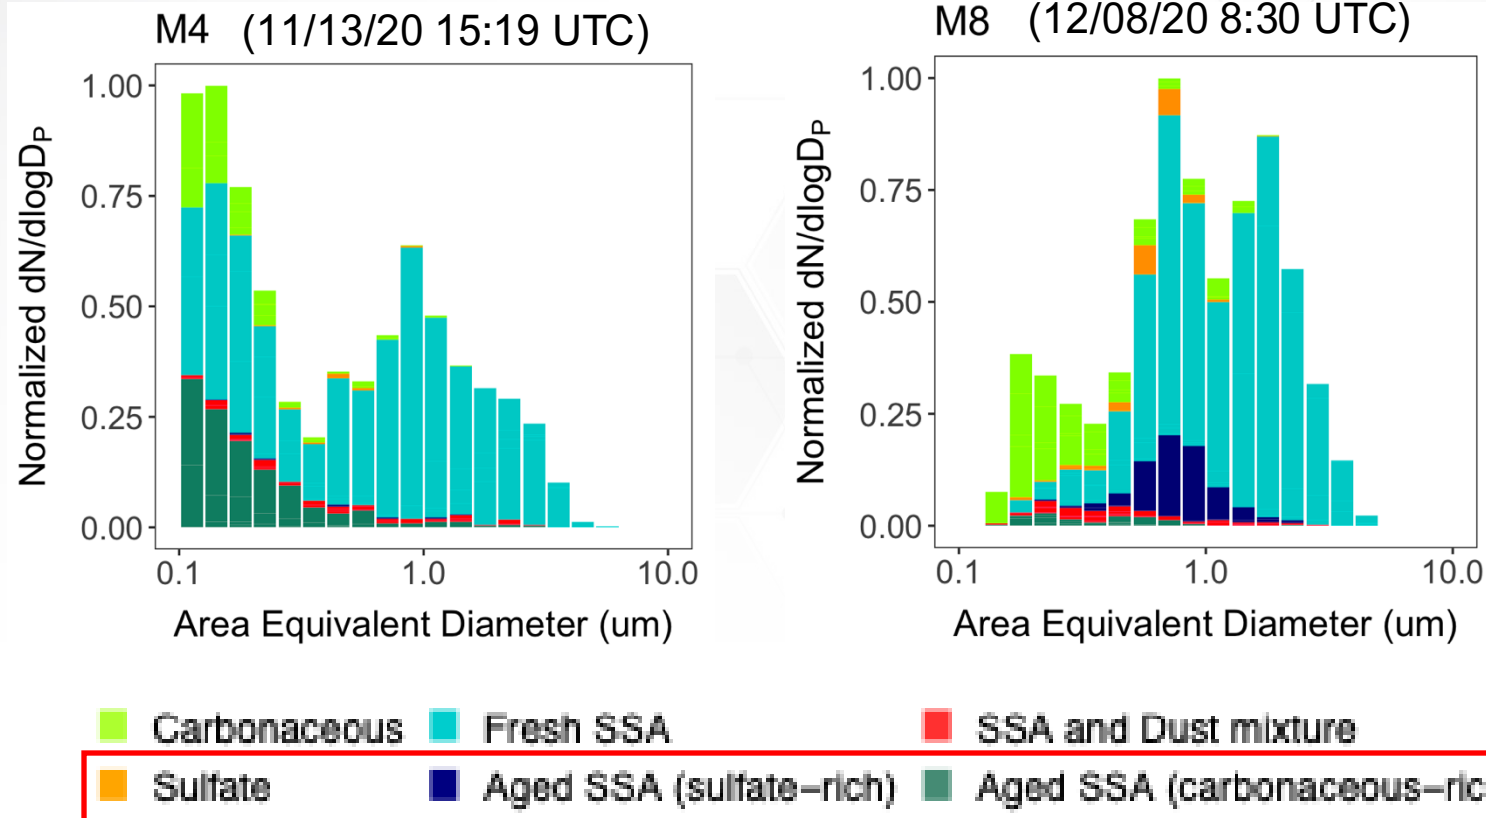 M4 (11/13/20 15:19 UTC)
Normalized dN/dlogDP
1.00
0.75
0.50
0.25
0.00
0.1 1.0 10.0
Area Equivalent Diameter (um)
M8 (12/08/20 8:30 UTC)
Normalized dN/dlogDP
1.00
0.75
0.50
0.25
0.00
0.1 1.0 10.0
Area Equivalent Diameter (um)
Carbonaceous Fresh SSA SSA and Dust mixture
Sulfate Aged SSA (sulfate–rich) Aged SSA (carbonaceous–ric